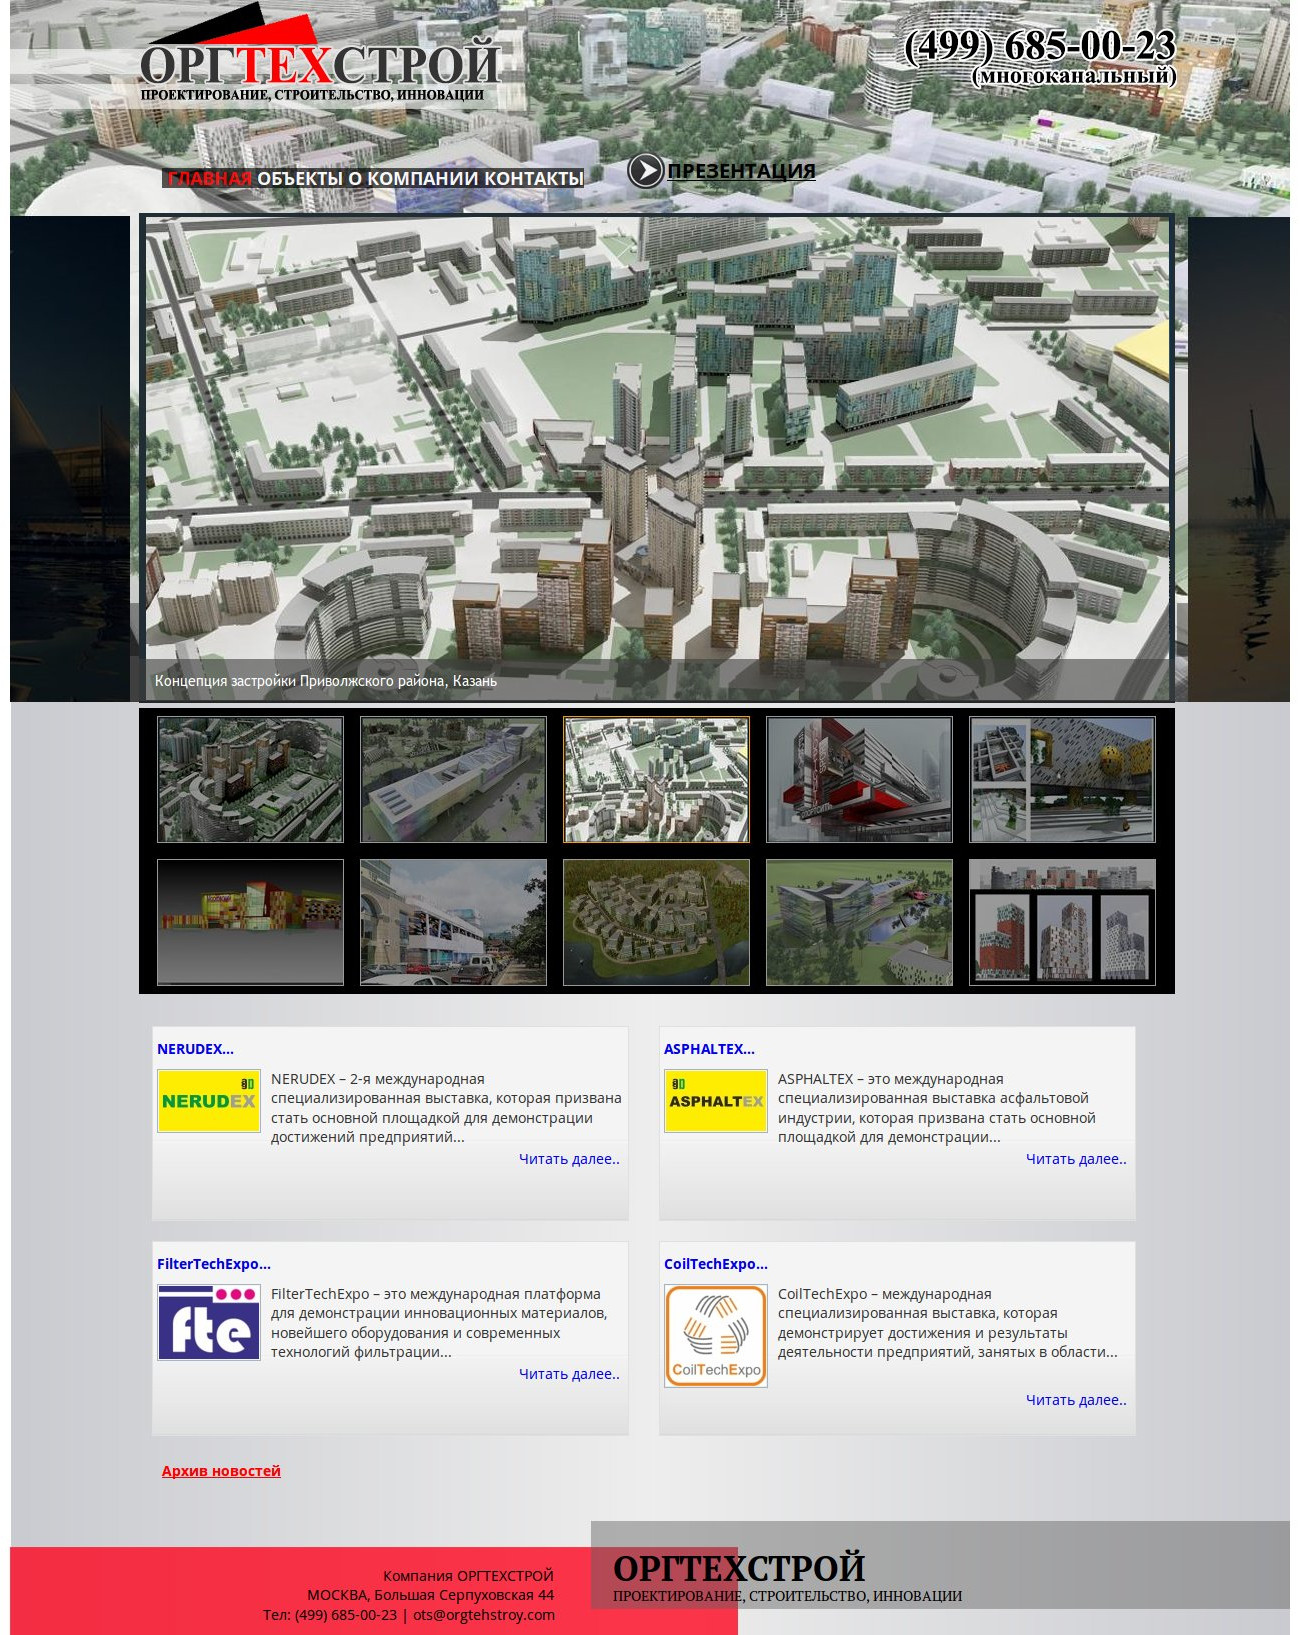 ОРГТЕХСТРОЙ
ПРОЕКТИРОВАНИЕ, СТРОИТЕЛЬСТВО, ИННОВАЦИИ
(499) 685-00-23
(многоканальный)
ГЛАВНАЯ ОБЪЕКТЫ О КОМПАНИИ КОНТАКТЫ
ПРЕЗЕНТАЦИЯ
Концепция застройки Приволжского района, Казань
NERUDEX...
NERUDEX
NERUDEX – 2-я международная
специализированная выставка, которая призвана
стать основной площадкой для демонстрации
достижений предприятий...
Читать далее..
ASPHALTEX...
ASPHALTEX
ASPHALTEX – это международная
специализированная выставка асфальтовой
индустрии, которая призвана стать основной
площадкой для демонстрации...
Читать далее..
FilterTechExpo...
fte
FilterTechExpo – это международная платформа
для демонстрации инновационных материалов,
новейшего оборудования и современных
технологий фильтрации...
Читать далее..
CoilTechExpo...
CoilTechExpo
CoilTechExpo – международная
специализированная выставка, которая
демонстрирует достижения и результаты
деятельности предприятий, занятых в области...
Читать далее..
Архив новостей
Компания ОРГТЕХСТРОЙ
МОСКВА, Большая Серпуховская 44
Тел: (499) 685-00-23 | ots@orgtehstroy.com
ОРГТЕХСТРОЙ
ПРОЕКТИРОВАНИЕ, СТРОИТЕЛЬСТВО, ИННОВАЦИИ